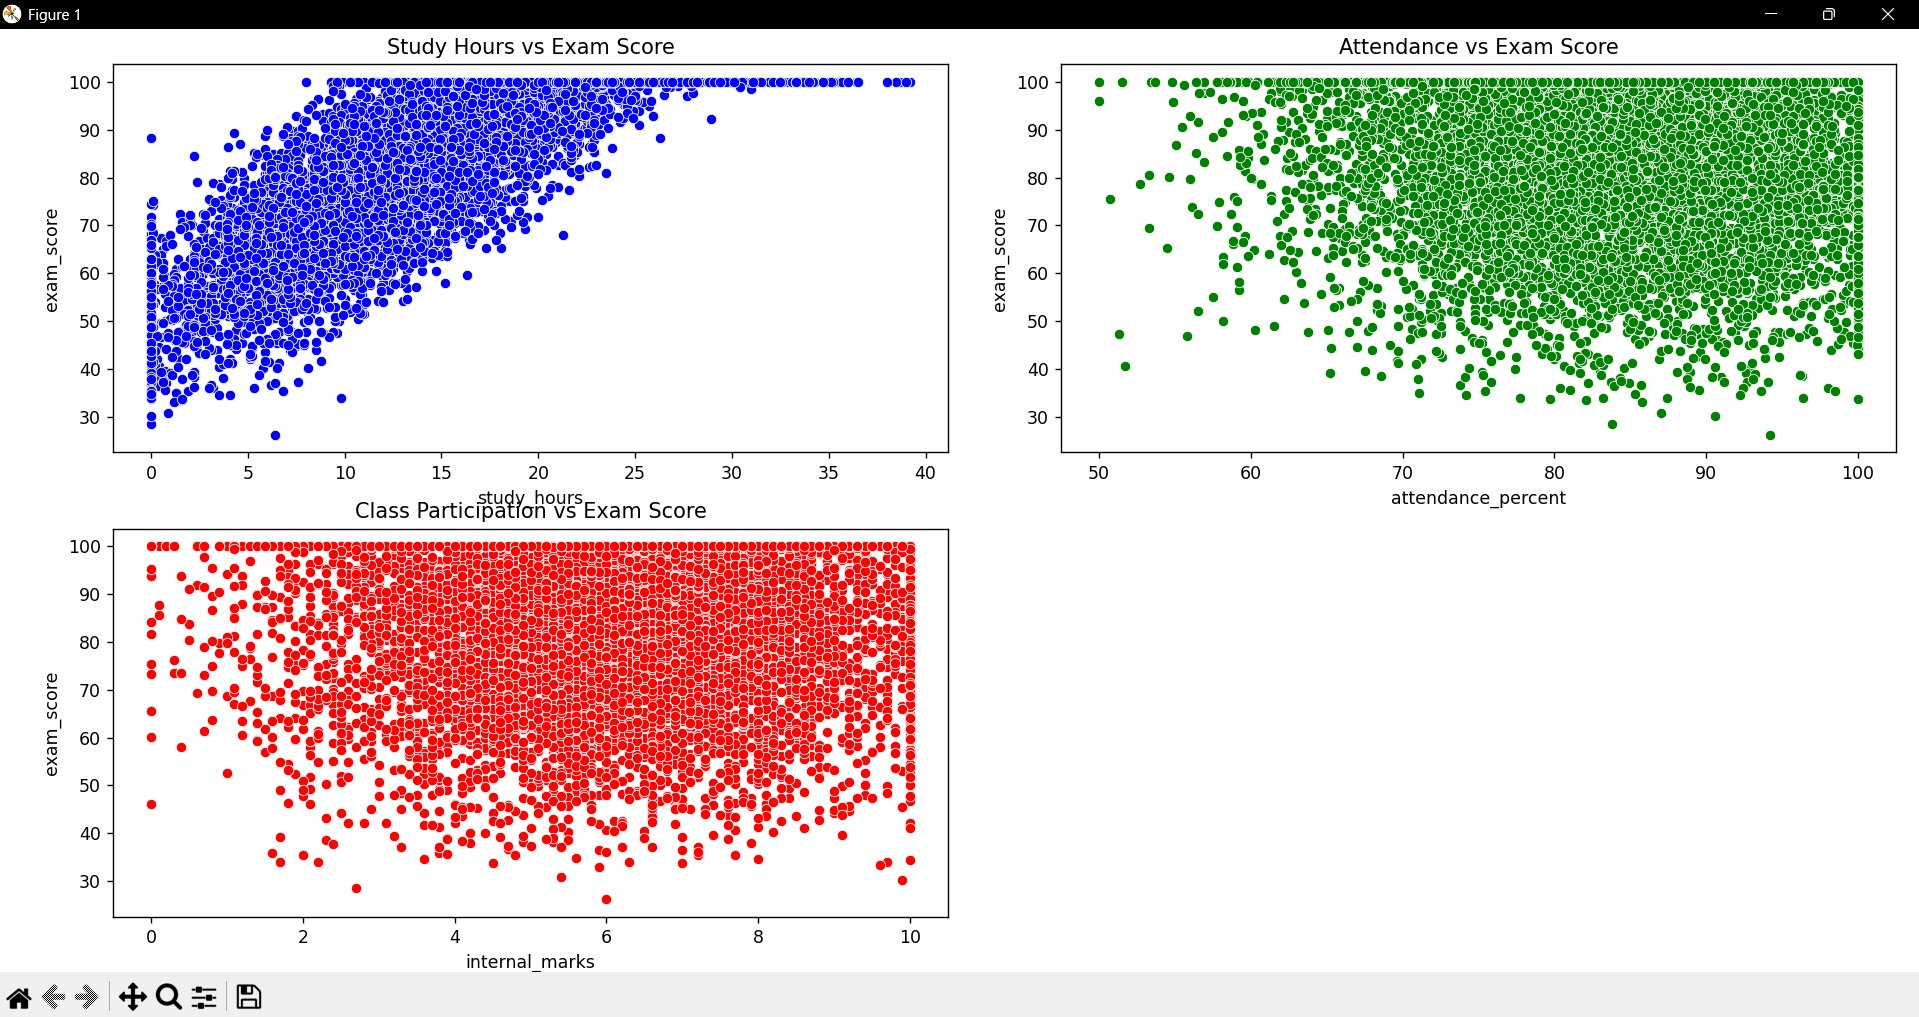 Figure 1
Study Hours vs Exam Score
exam_score
100
90
80
70
60
50
40
30
0 5 10 15 20 25 30 35 40
study_hours
Attendance vs Exam Score
exam_score
100
90
80
70
60
50
40
30
50 60 70 80 90 100
attendance_percent
Class Participation vs Exam Score
exam_score
100
90
80
70
60
50
40
30
0 2 4 6 8 10
internal_marks